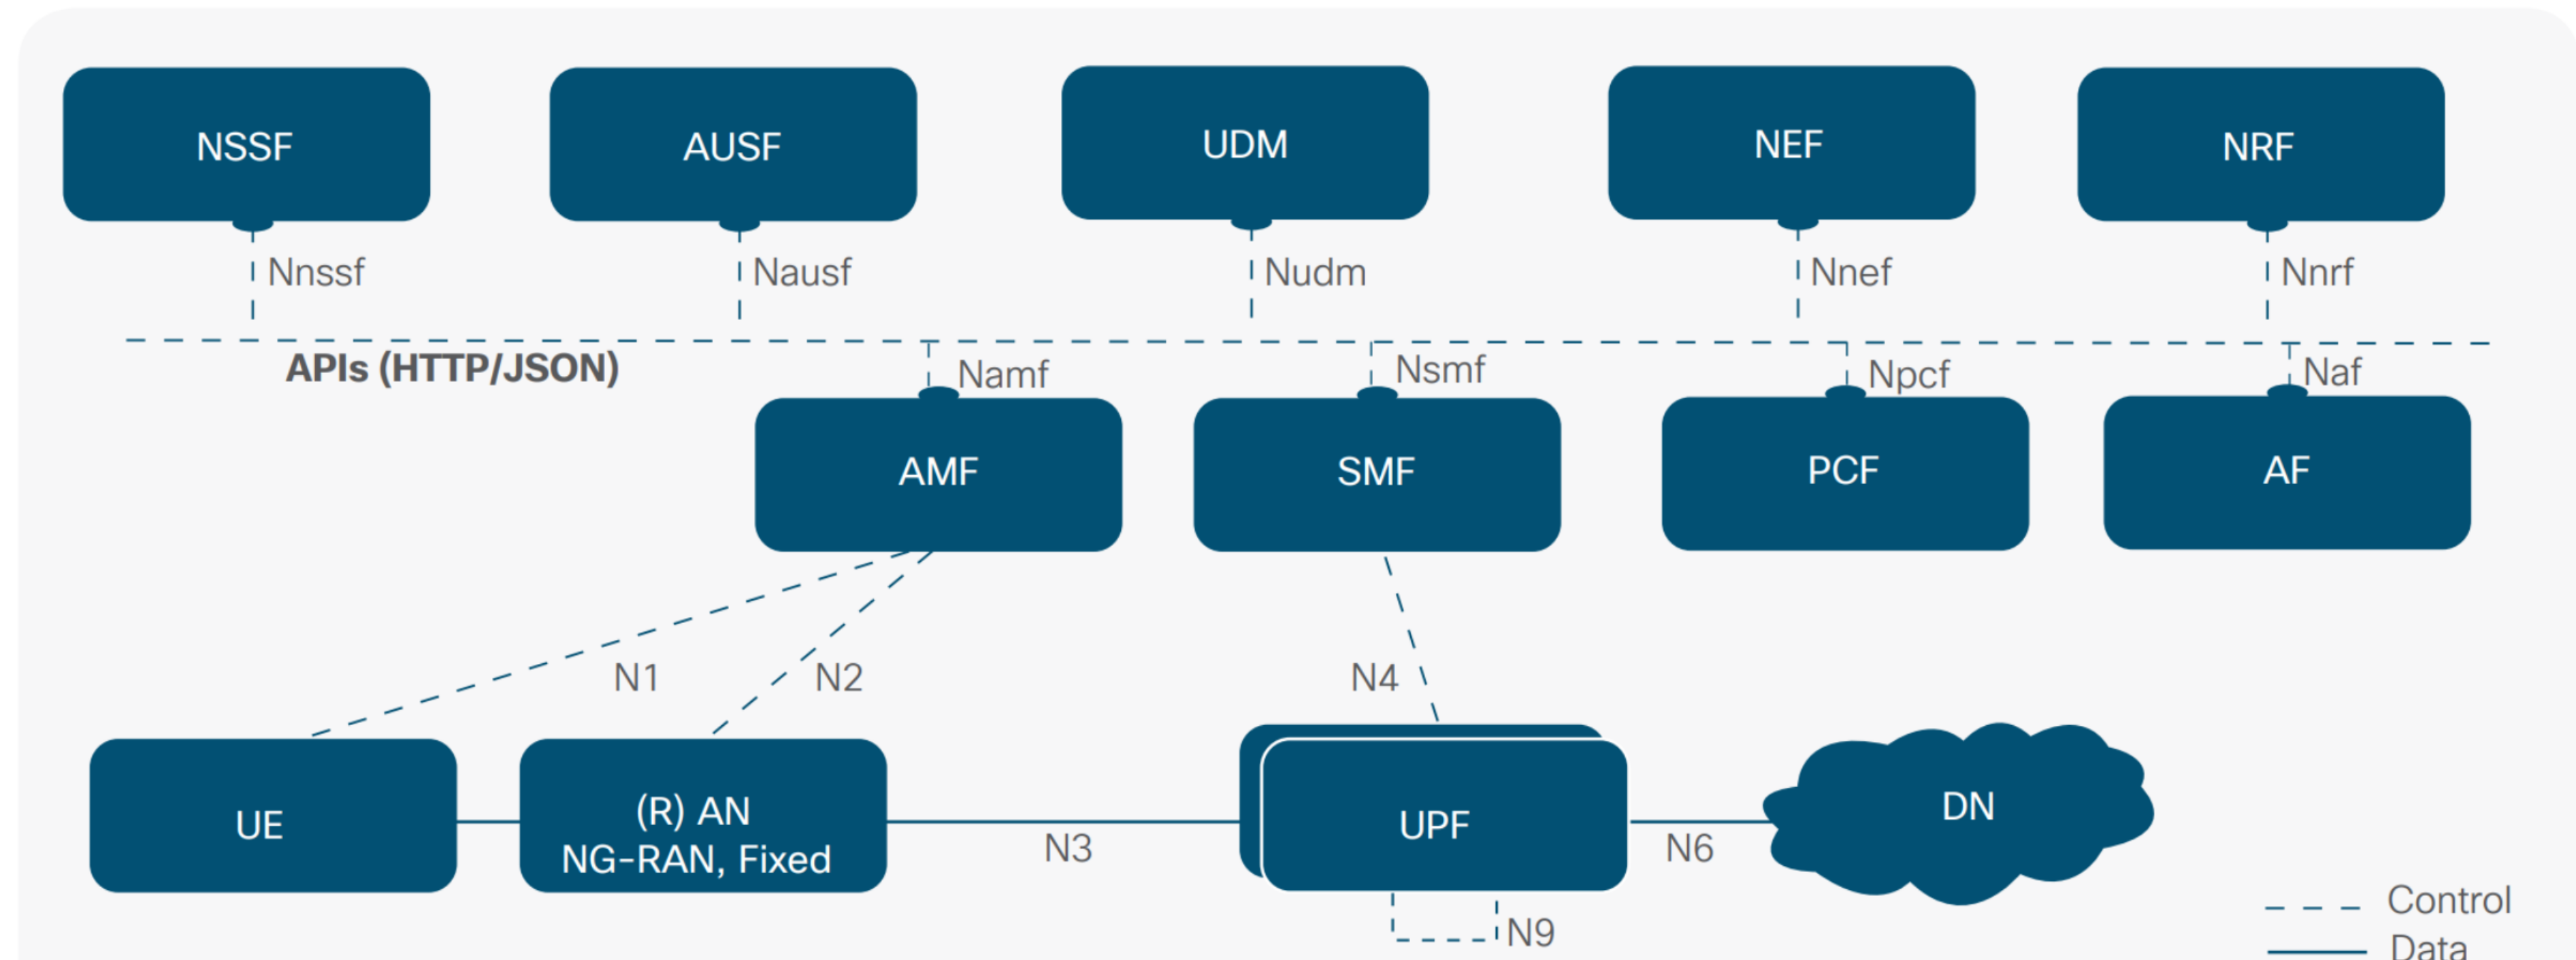 NSSF
AUSF
UDM
NEF
NRF
Nnssf
Nausf
Nudm
Nnef
Nnrf
APIs (HTTP/JSON)
Namf
Nsmf
Npcf
Naf
AMF
SMF
PCF
AF
N1
N2
N4
UE
(R) AN
NG-RAN, Fixed
N3
UPF
N6
DN
N9
Control
Data